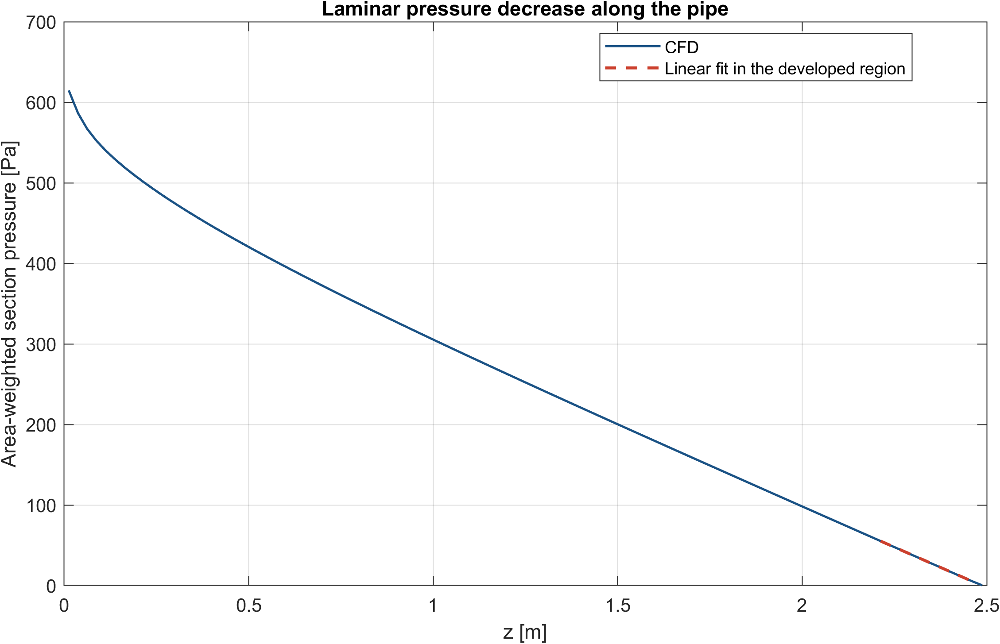 Laminar pressure decrease along the pipe
CFD
Linear fit in the developed region
Area-weighted section pressure [Pa]
700
600
500
400
300
200
100
0
0 0.5 1 1.5 2 2.5
z [m]